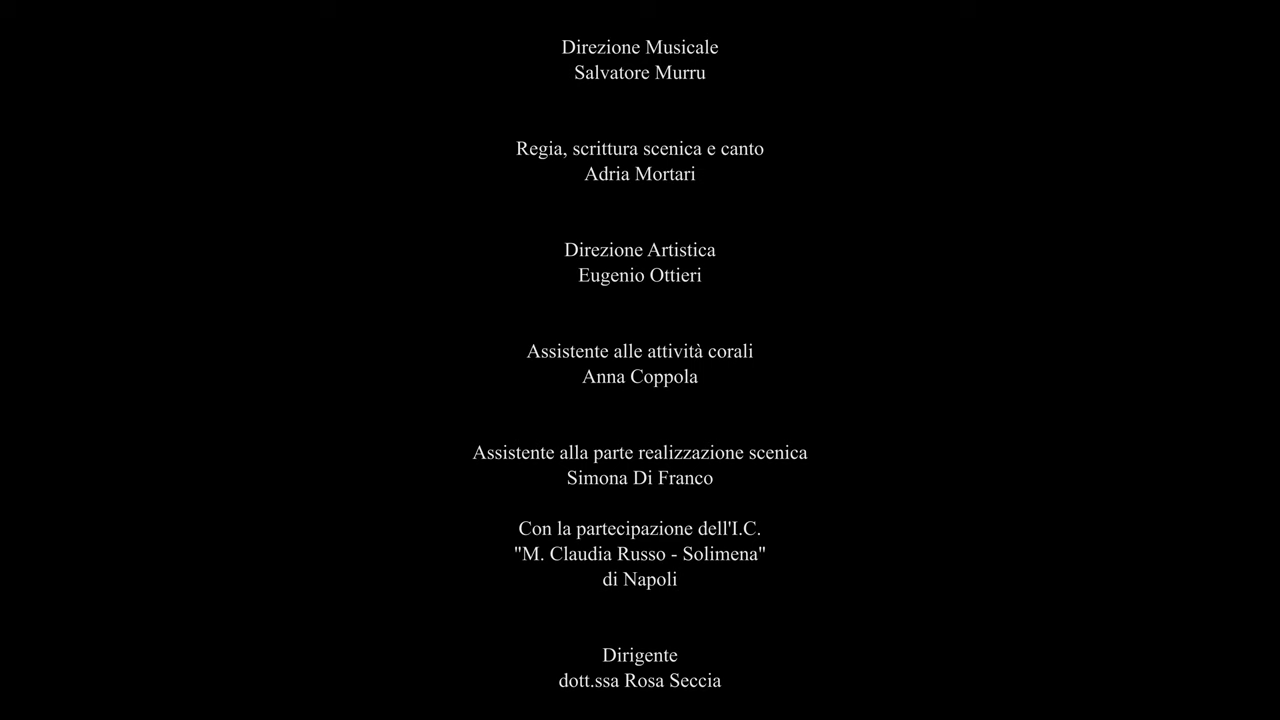 Direzione Musicale
Salvatore Murru
Regia, scrittura scenica e canto
Adria Mortari
Direzione Artistica
Eugenio Ottieri
Assistente alle attività corali
Anna Coppola
Assistente alla parte realizzazione scenica
Simona Di Franco
Con la partecipazione dell'I.C.
"M. Claudia Russo - Solimena"
di Napoli
Dirigente
dott.ssa Rosa Seccia